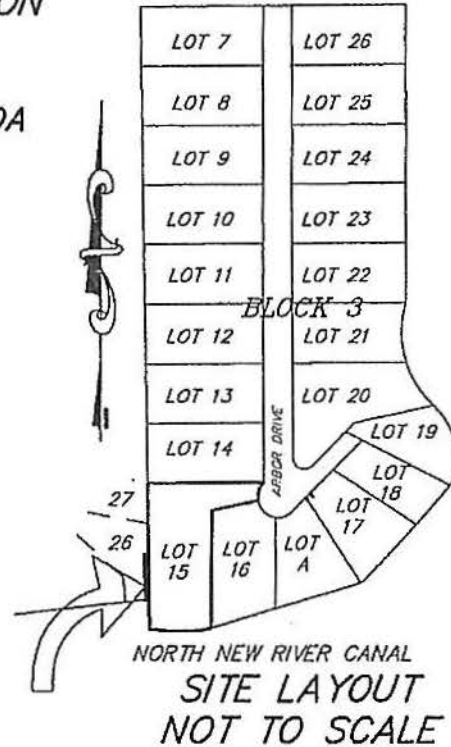 ON
DA
LOT 7
LOT 26
LOT 8
LOT 25
LOT 9
LOT 24
LOT 10
LOT 23
LOT 11
LOT 22
BLOCK 3
LOT 12
LOT 21
LOT 13
LOT 20
ARBOR DRIVE
LOT 14
LOT 19
LOT
18
LOT
17
27
26
LOT
15
LOT
16
LOT
A
NORTH NEW RIVER CANAL
SITE LAYOUT
NOT TO SCALE